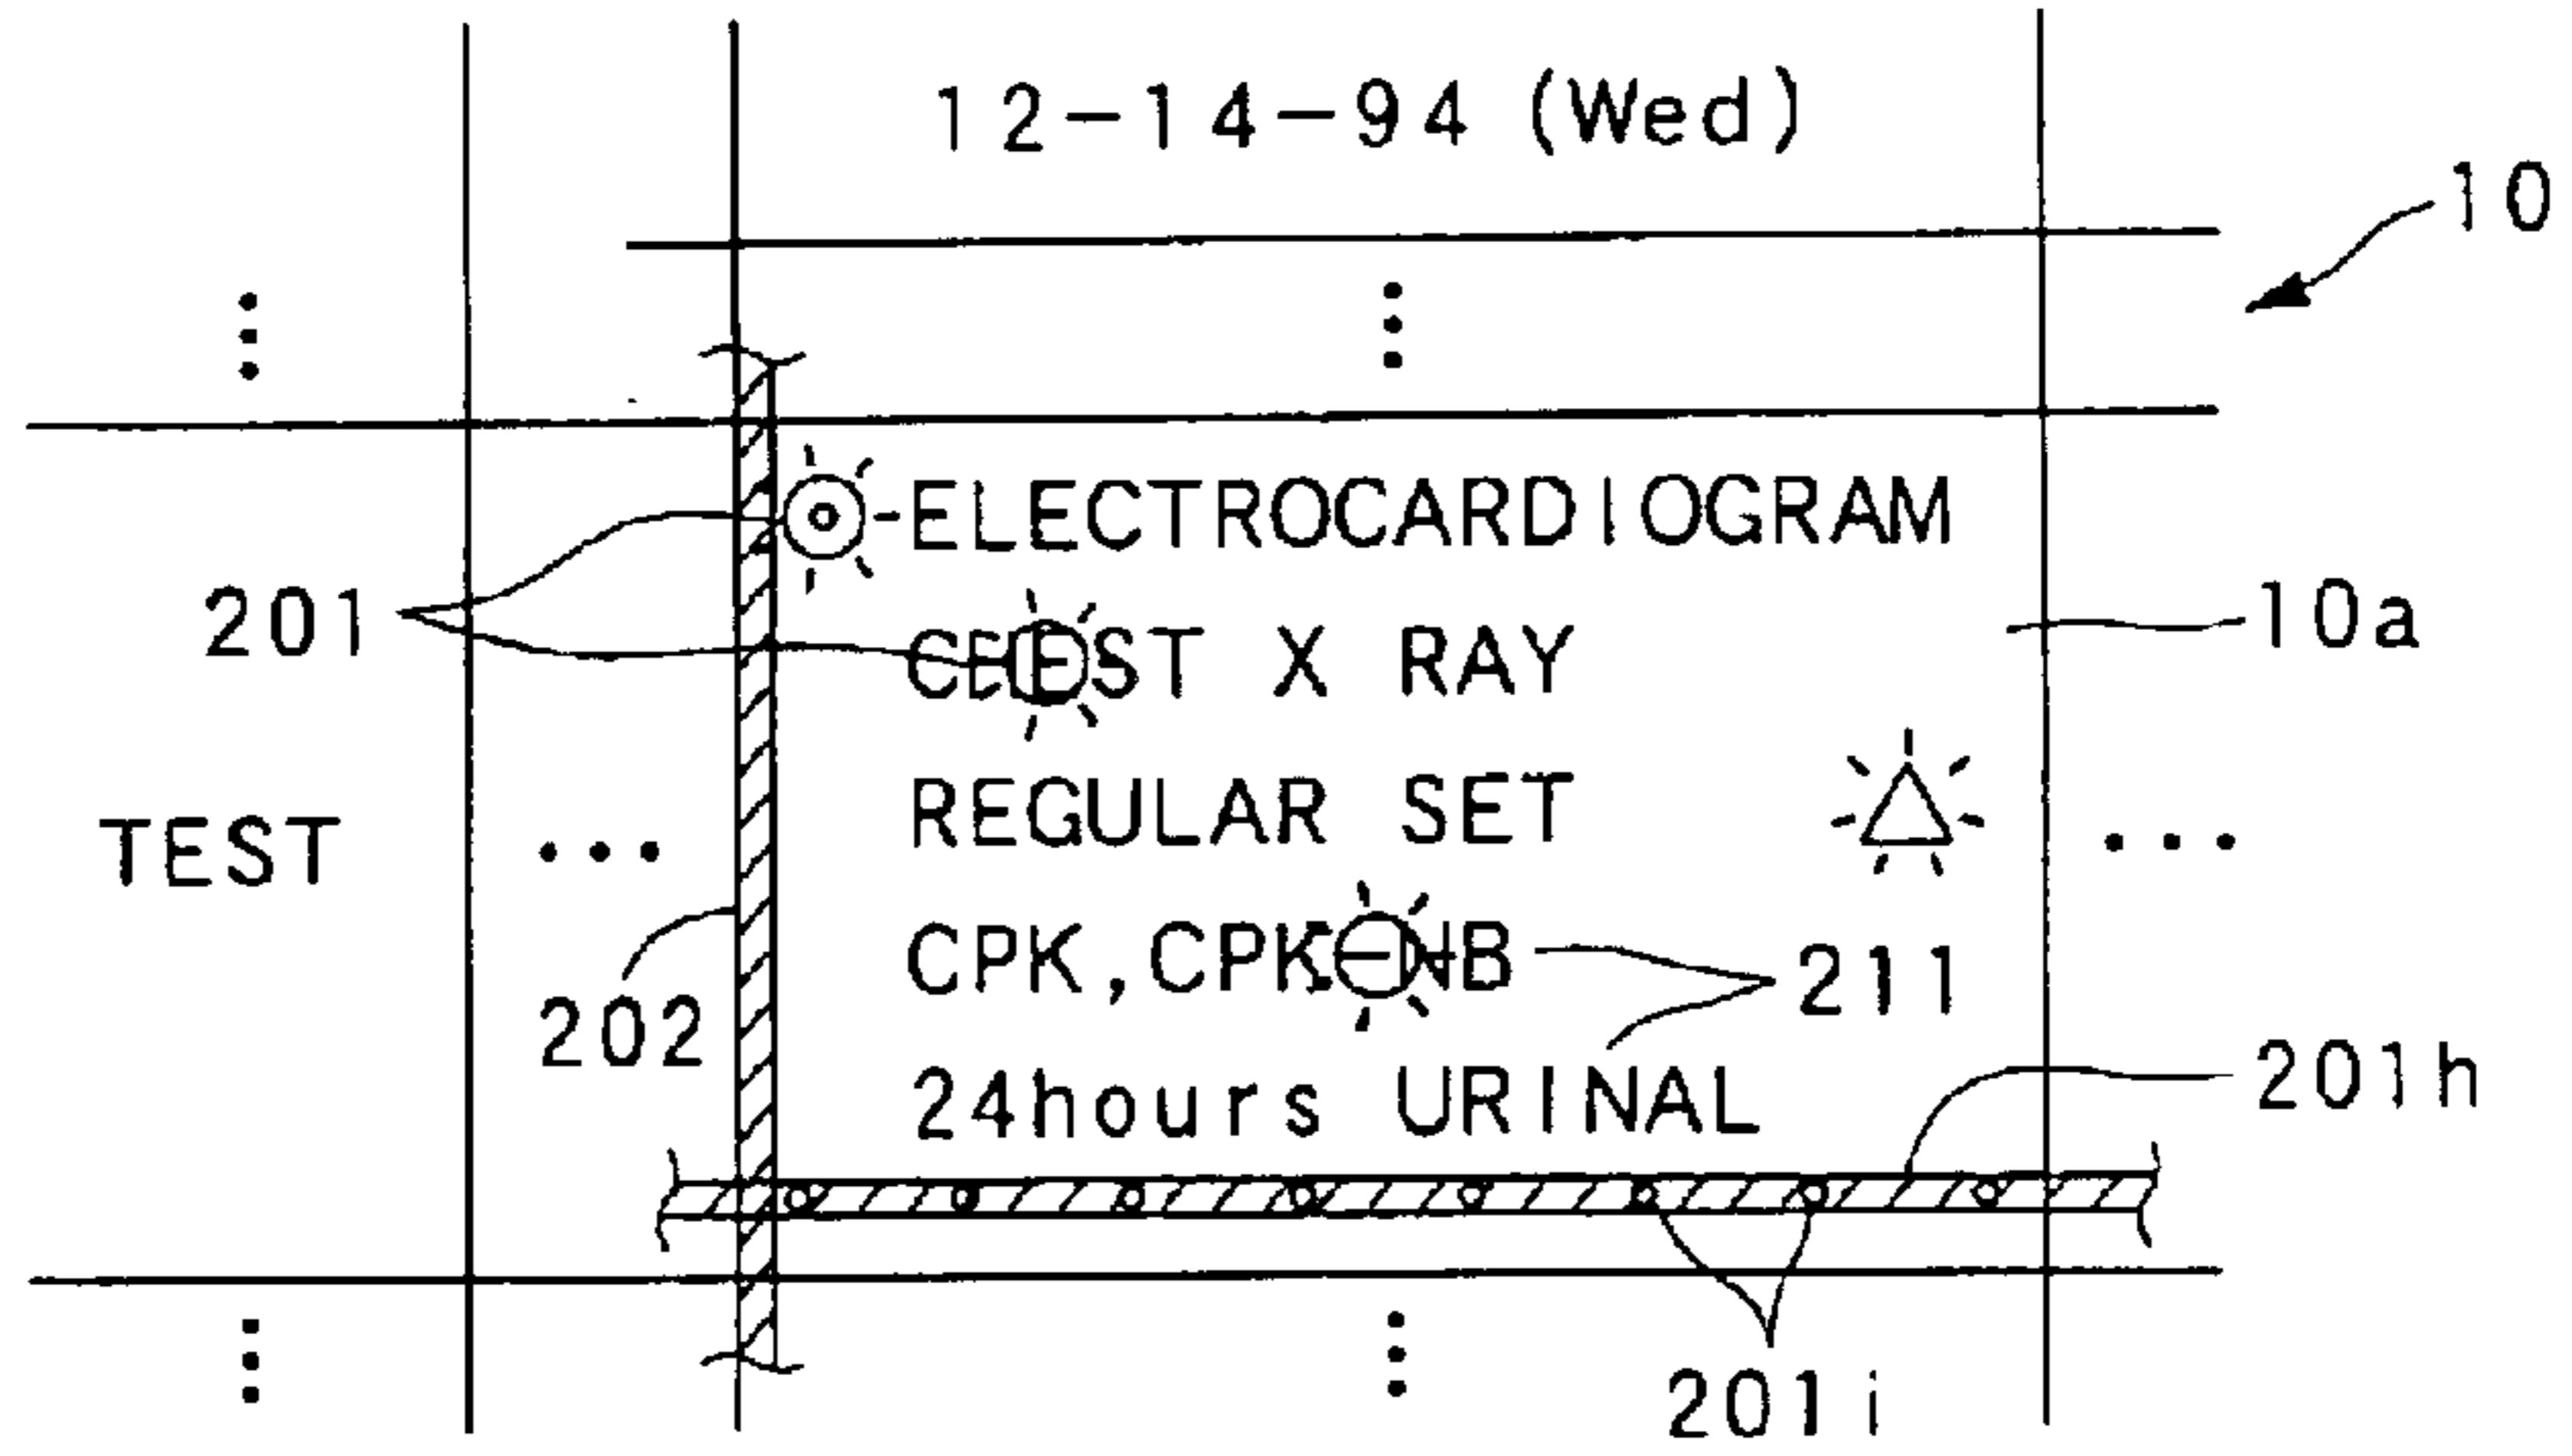 12-14-94 (Wed)
10
ELECTROCARDIOGRAM
201
CHEST X RAY
10a
REGULAR SET
TEST
CPK, CPK-NB
211
202
24hours URINAL
201h
201i